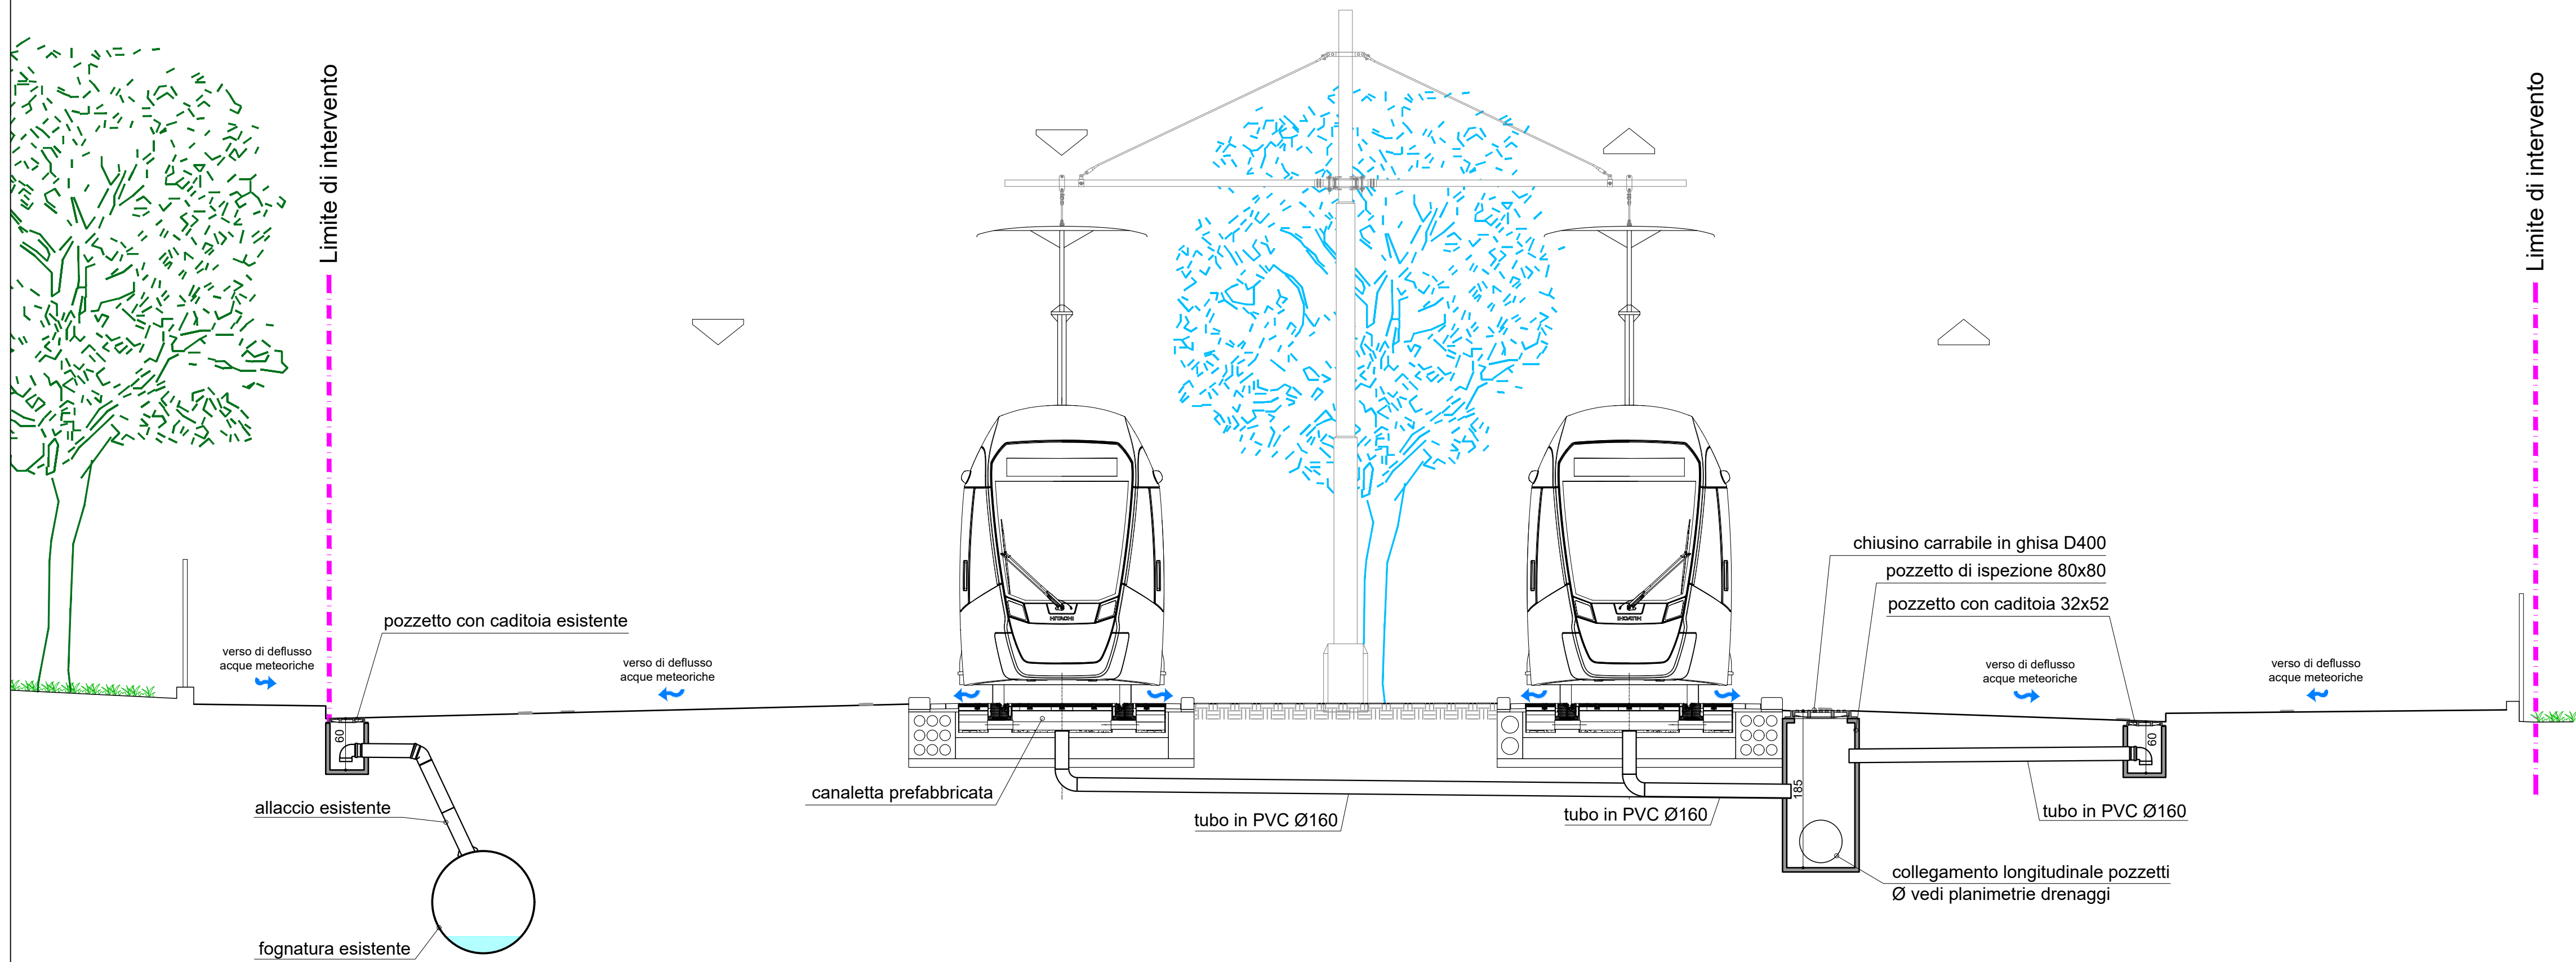 Limite di intervento
Limite di intervento
chiusino carrabile in ghisa D400
pozzetto di ispezione 80x80
pozzetto con caditoia 32x52
pozzetto con caditoia esistente
HITACHI
HITACHI
verso di deflusso
acque meteoriche
verso di deflusso
acque meteoriche
verso di deflusso
acque meteoriche
verso di deflusso
acque meteoriche
60
60
185
canaletta prefabbricata
allaccio esistente
tubo in PVC Ø160
tubo in PVC Ø160
tubo in PVC Ø160
collegamento longitudinale pozzetti
Ø vedi planimetrie drenaggi
fognatura esistente